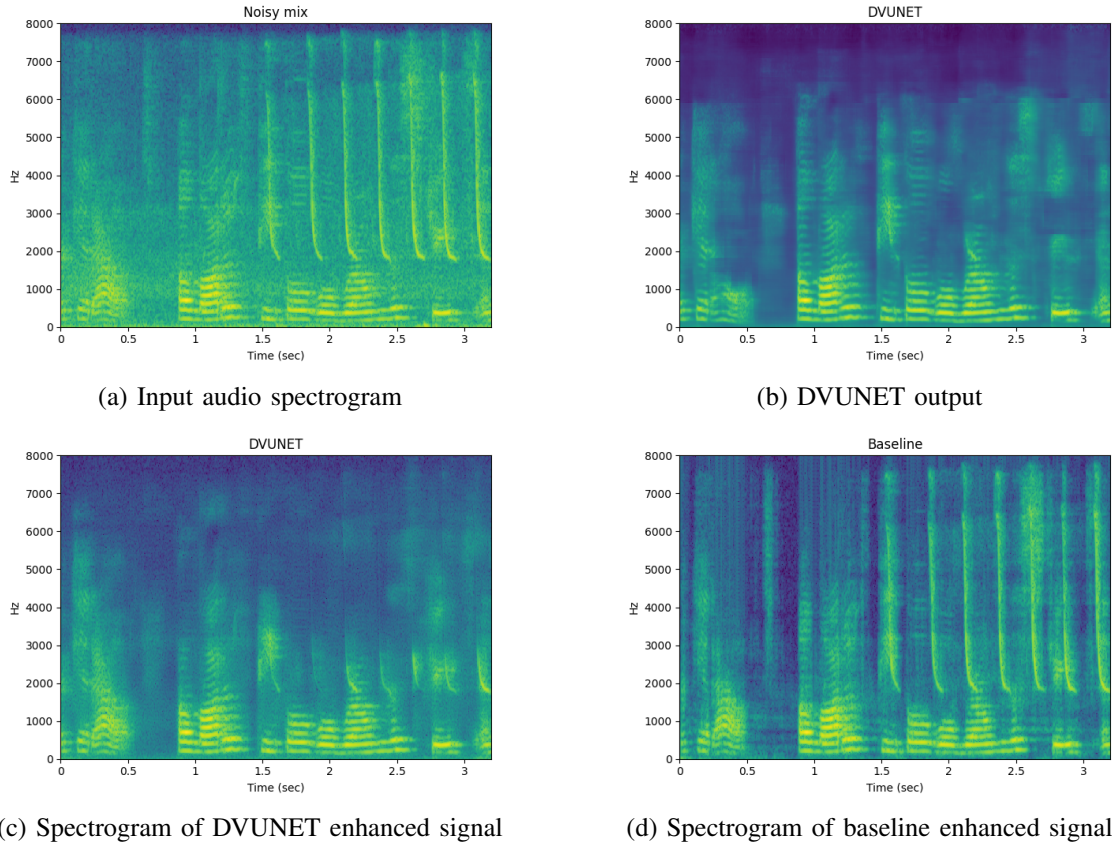 Noisy mix
8000
7000
6000
5000
4000
3000
2000
1000
0
Hz
0 0.5 1 1.5 2 2.5 3
Time (sec)
(a) Input audio spectrogram
DVUNET
8000
7000
6000
5000
4000
3000
2000
1000
0
Hz
0 0.5 1 1.5 2 2.5 3
Time (sec)
(b) DVUNET output
DVUNET
8000
7000
6000
5000
4000
3000
2000
1000
0
Hz
0 0.5 1 1.5 2 2.5 3
Time (sec)
(c) Spectrogram of DVUNET enhanced signal
Baseline
8000
7000
6000
5000
4000
3000
2000
1000
0
Hz
0 0.5 1 1.5 2 2.5 3
Time (sec)
(d) Spectrogram of baseline enhanced signal